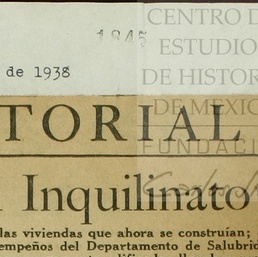 1845
CENTRO D
ESTUDIO
DE HISTOR
DE MEXIC
FUNDACI
de 1938
TORIAL
Inquilinato
las viviendas que ahora se construían;
empeños del Departamento de Salubrid